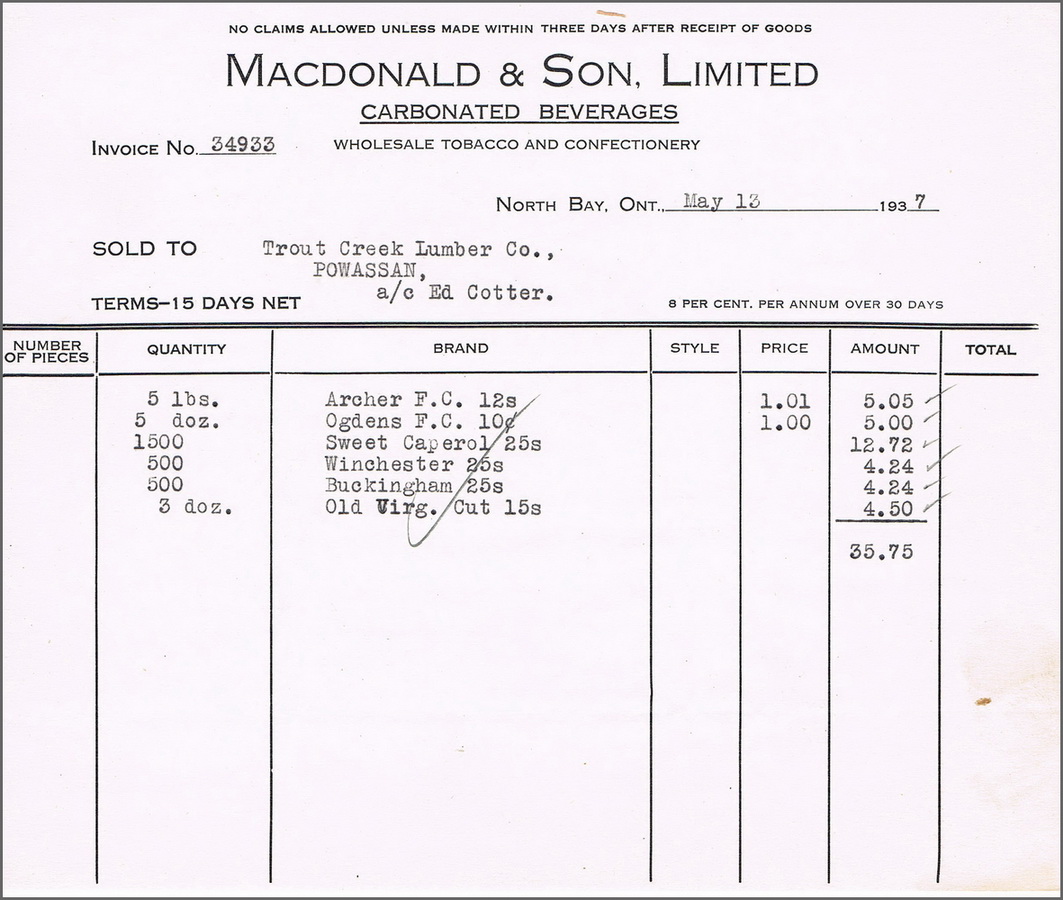 NO CLAIMS ALLOWED UNLESS MADE WITHIN THREE DAYS AFTER RECEIPT OF GOODS
MACDONALD & SON, LIMITED
CARBONATED BEVERAGES
INVOICE NO. 34933 WHOLESALE TOBACCO AND CONFECTIONERY
NORTH BAY, ONT., May 13 1937
SOLD TO Trout Creek Lumber Co.,
POWASSAN,
a/c Ed Cotter.
TERMS—15 DAYS NET 8 PER CENT. PER ANNUM OVER 30 DAYS
NUMBER OF PIECES QUANTITY BRAND STYLE PRICE AMOUNT TOTAL
5 lbs. Archer F.C. 12s 1.01 5.05
5 doz. Ogdens F.C. 10¢ 1.00 5.00
1500 Sweet Caperol 25s 12.72
500 Winchester 25s 4.24
500 Buckingham 25s 4.24
3 doz. Old Virg. Cut 15s 4.50
35.75